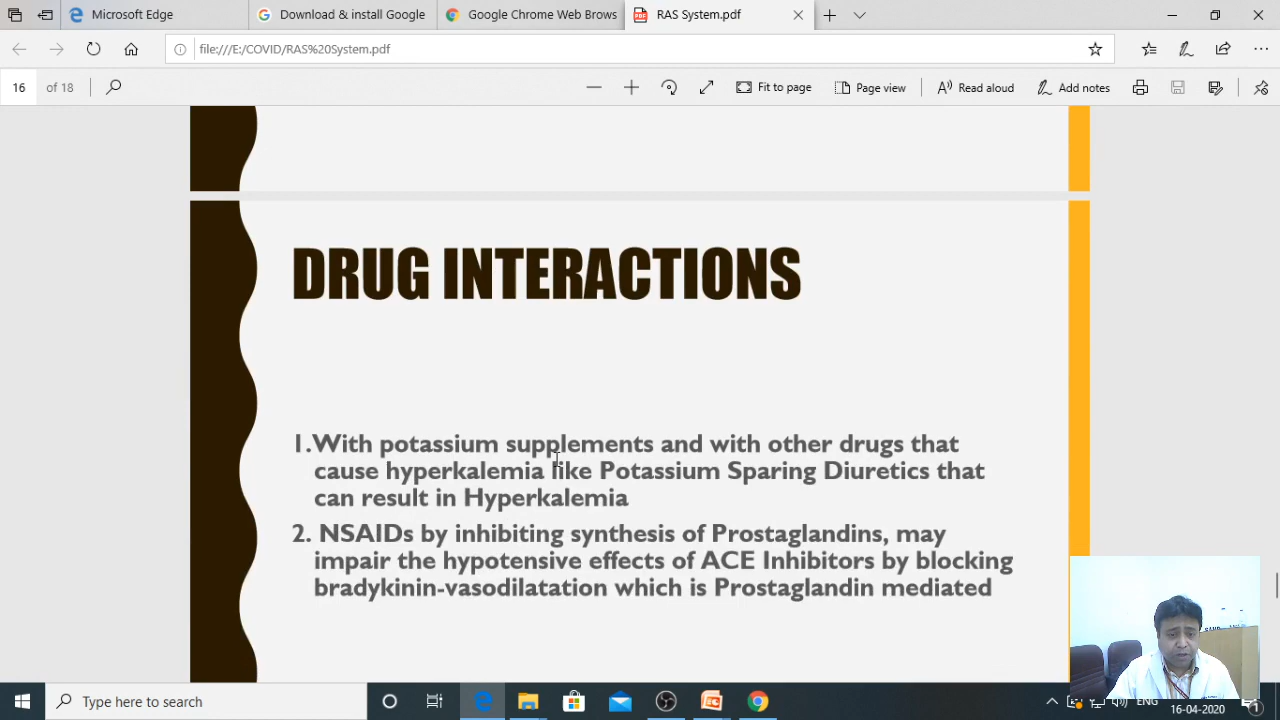 Microsoft Edge
Download & install Google
Google Chrome Web Brows
RAS System.pdf
file:///E:/COVID/RAS%20System.pdf
16 of 18
Fit to page
Page view
Read aloud
Add notes
DRUG INTERACTIONS
1.With potassium supplements and with other drugs that
cause hyperkalemia like Potassium Sparing Diuretics that
can result in Hyperkalemia
2. NSAIDs by inhibiting synthesis of Prostaglandins, may
impair the hypotensive effects of ACE Inhibitors by blocking
bradykinin-vasodilatation which is Prostaglandin mediated
Type here to search
ENG
16-04-2020
1